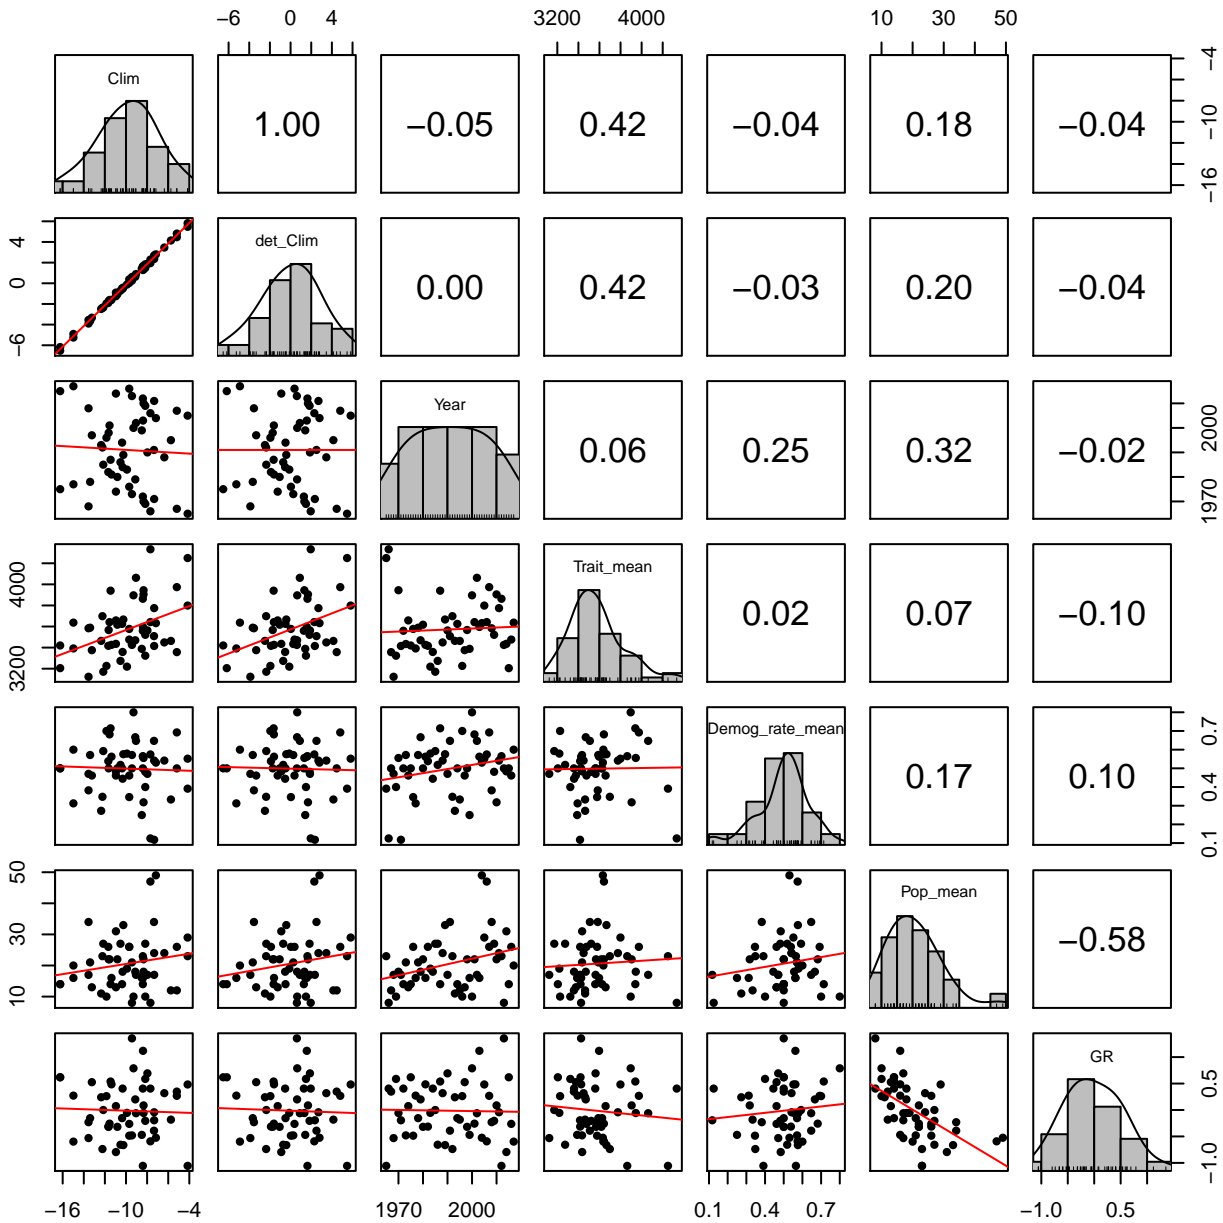 −6 0 4 3200 4000 10 30 50
Clim 1.00 −0.05 0.42 −0.04 0.18 −0.04 −16 −10 −4
−6 0 4 det_Clim 0.00 0.42 −0.03 0.20 −0.04
Year 0.06 0.25 0.32 −0.02 1970 2000
3200 4000 Trait_mean 0.02 0.07 −0.10
Demog_rate_mean 0.17 0.10 0.1 0.4 0.7
10 30 50 Pop_mean −0.58
GR −1.0 0.5
−16 −10 −4 1970 2000 0.1 0.4 0.7 −1.0 0.5